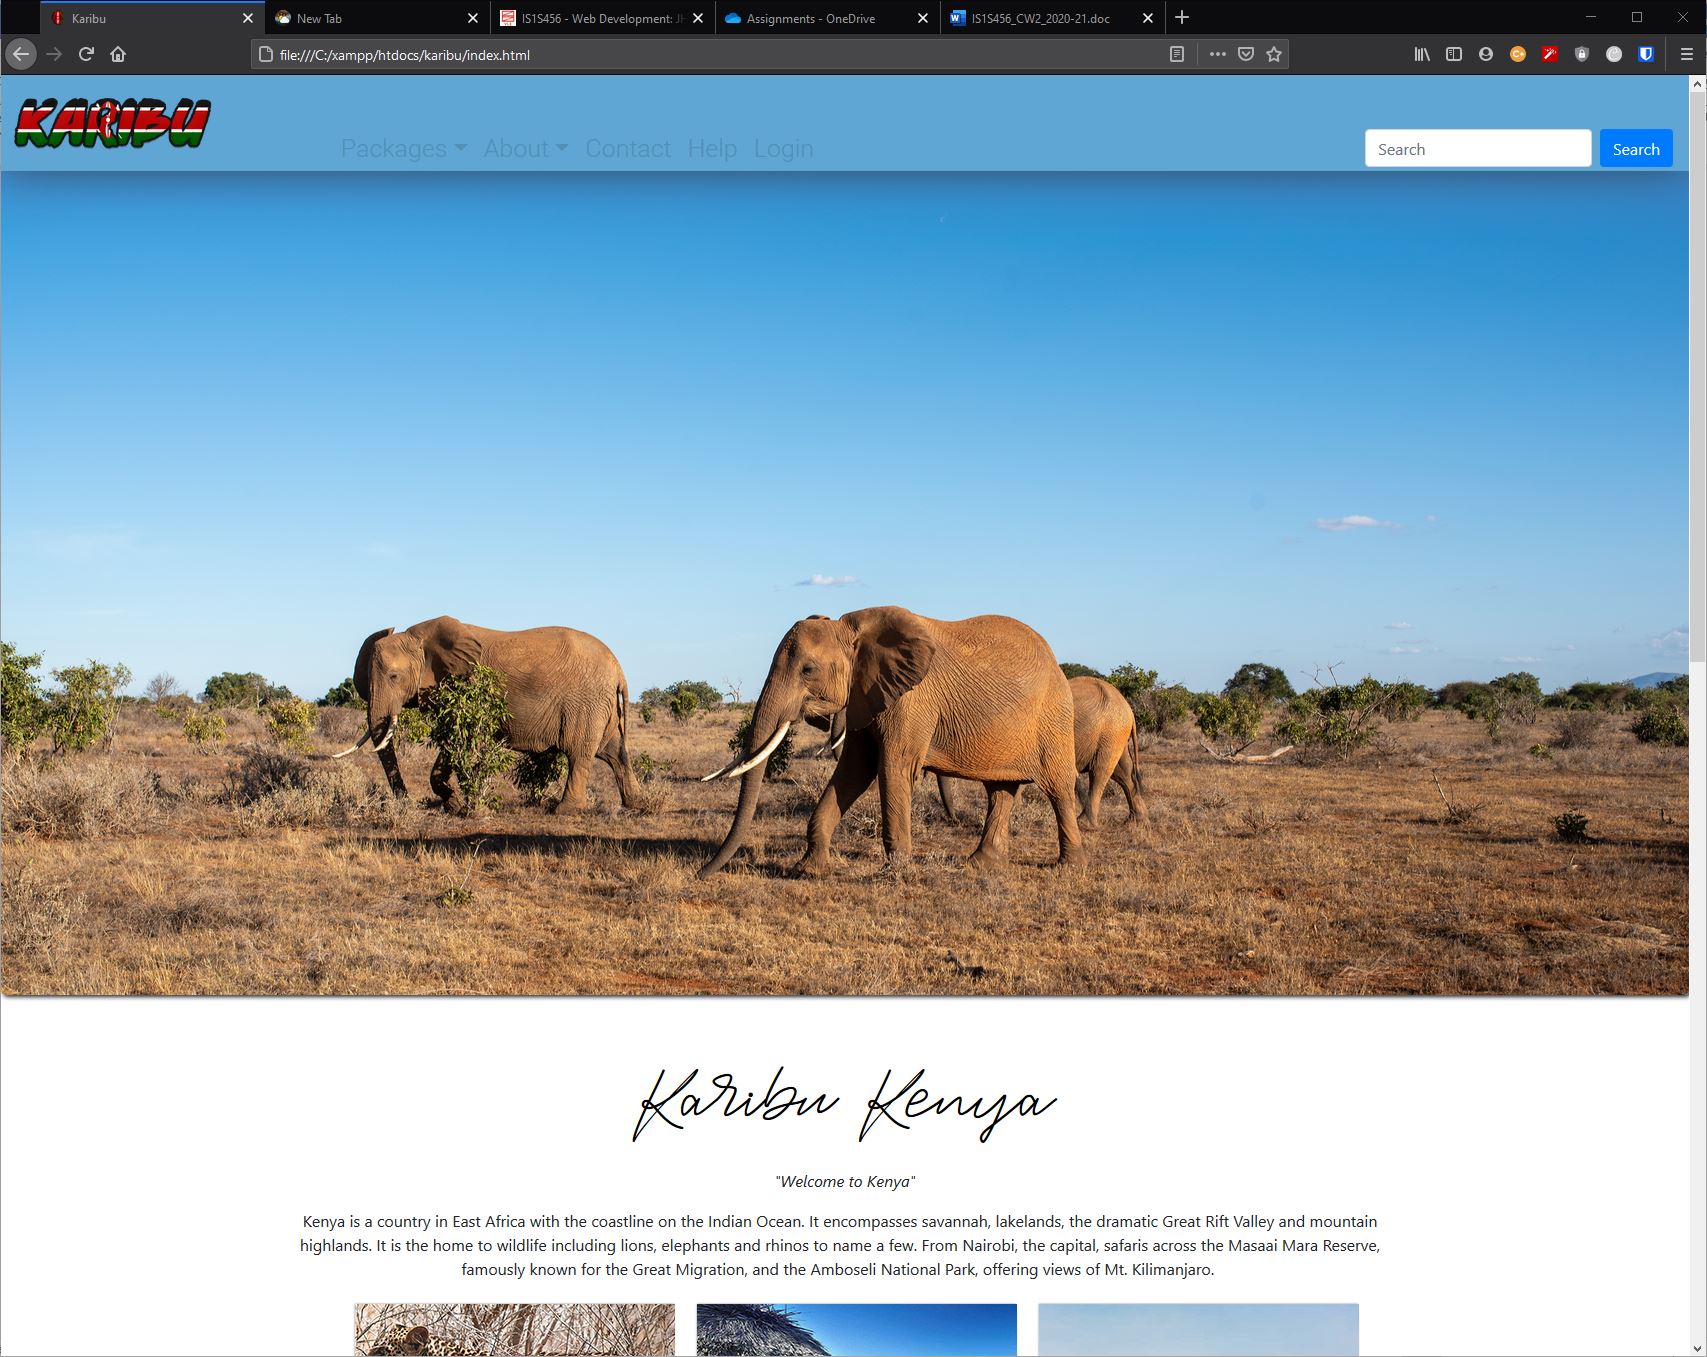 Karibu
New Tab
IS1S456 - Web Development: JH
Assignments - OneDrive
IS1S456_CW2_2020-21.doc
file:///C:/xampp/htdocs/karibu/index.html
KARIBU
Packages About Contact Help Login
Search
Search
Karibu Kenya
"Welcome to Kenya"
Kenya is a country in East Africa with the coastline on the Indian Ocean. It encompasses savannah, lakelands, the dramatic Great Rift Valley and mountain
highlands. It is the home to wildlife including lions, elephants and rhinos to name a few. From Nairobi, the capital, safaris across the Masaai Mara Reserve,
famously known for the Great Migration, and the Amboseli National Park, offering views of Mt. Kilimanjaro.